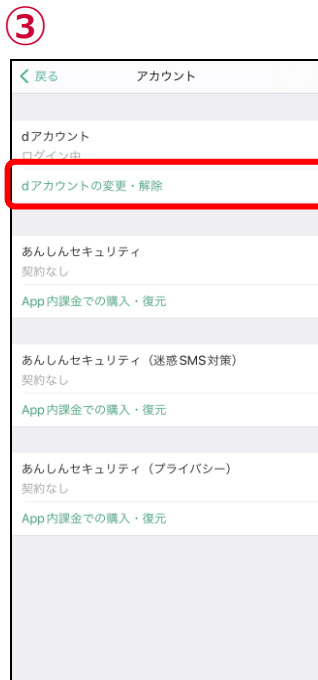 ③
戻る アカウント
dアカウント
ログイン中
dアカウントの変更・解除
あんしんセキュリティ
契約なし
App内課金での購入・復元
あんしんセキュリティ（迷惑SMS対策）
契約なし
App内課金での購入・復元
あんしんセキュリティ（プライバシー）
契約なし
App内課金での購入・復元